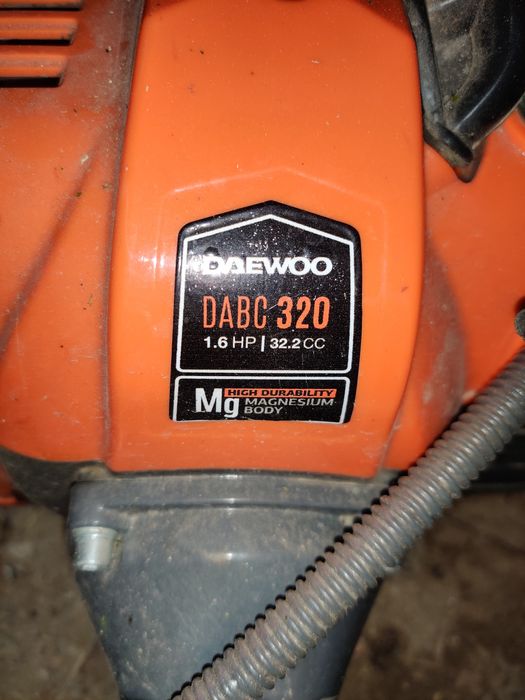 DAEWOO
DABC 320
1.6 HP | 32.2 CC
Mg HIGH DURABILITY
MAGNESIUM
BODY